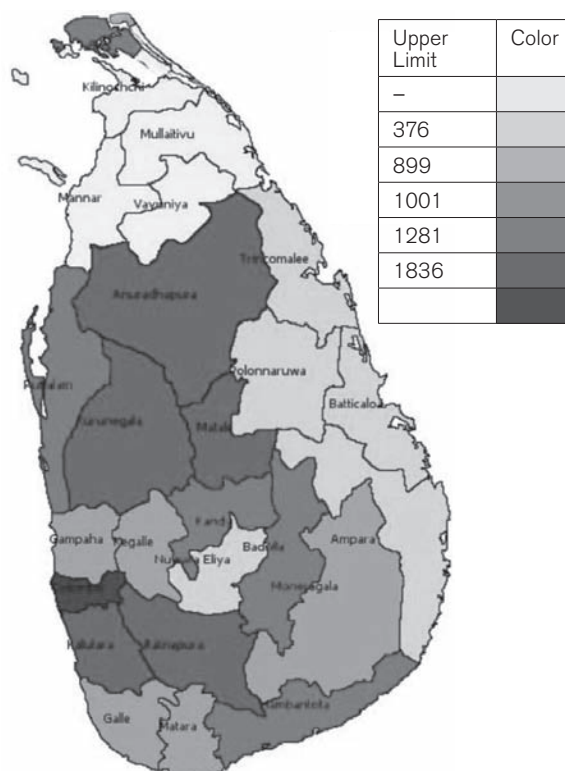 Upper Limit Color
–
376
899
1001
1281
1836
Kilinochchi
Mullaitivu
Mannar
Vavuniya
Trincomalee
Anuradhapura
Polonnaruwa
Puttalam
Batticaloa
Kurunegala
Matale
Kandy
Gampaha
Kegalle
Badulla
Ampara
Nuwara Eliya
Moneragala
Kalutara
Ratnapura
Hambantota
Galle
Matara